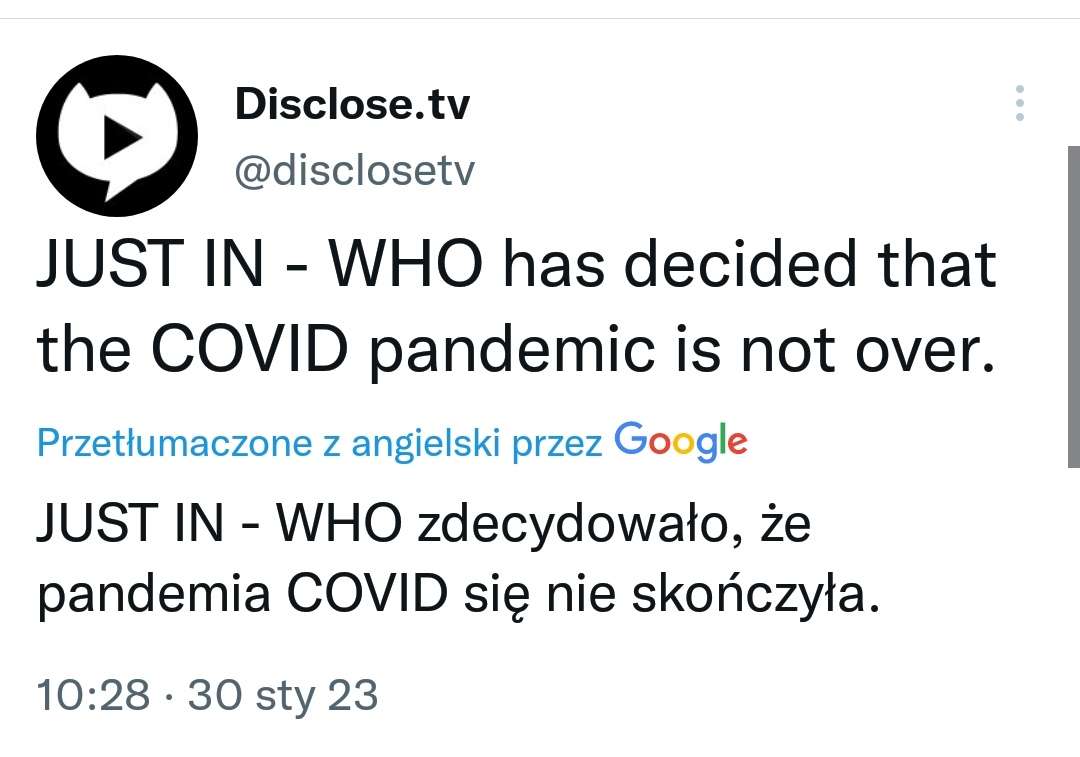 Disclose.tv
@disclosetv
JUST IN - WHO has decided that
the COVID pandemic is not over.
Przetłumaczone z angielski przez Google
JUST IN - WHO zdecydowało, że
pandemia COVID się nie skończyła.
10:28 · 30 sty 23